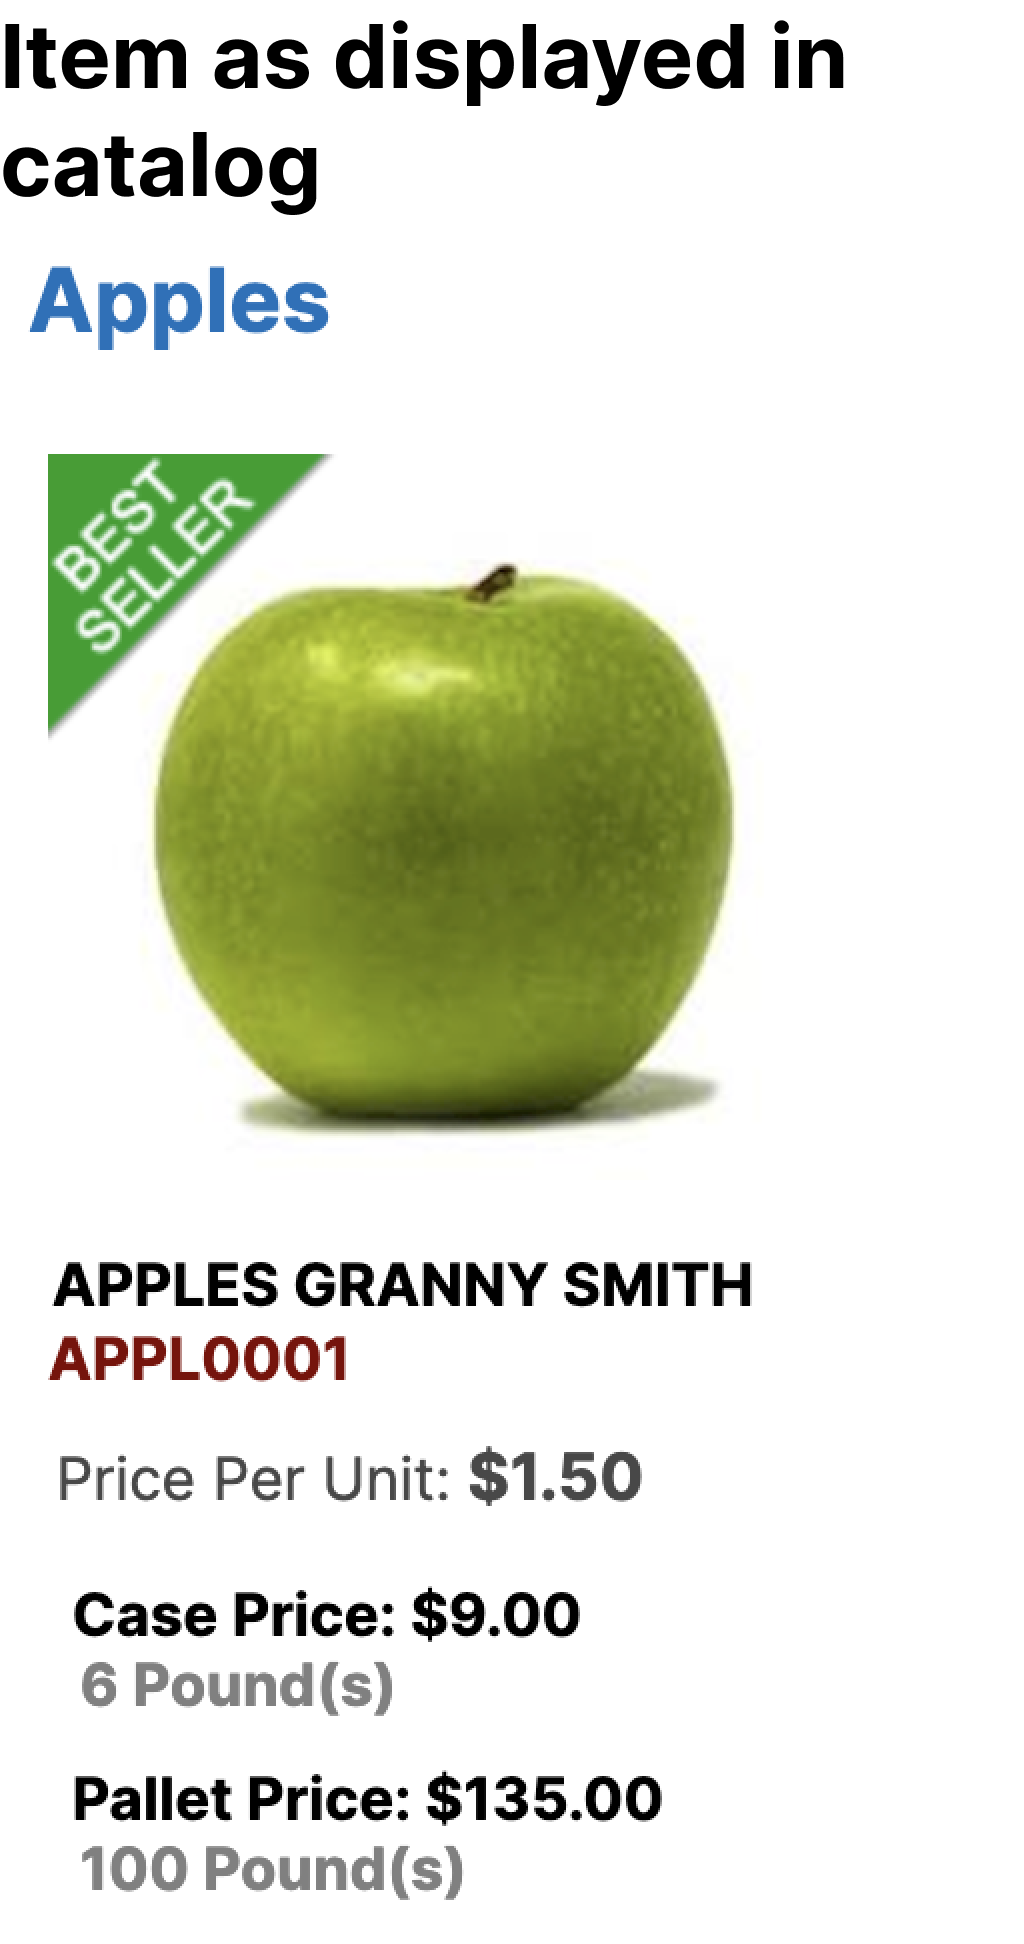 Item as displayed in
catalog
Apples
BEST
SELLER
APPLES GRANNY SMITH
APPL0001
Price Per Unit: $1.50
Case Price: $9.00
6 Pound(s)
Pallet Price: $135.00
100 Pound(s)